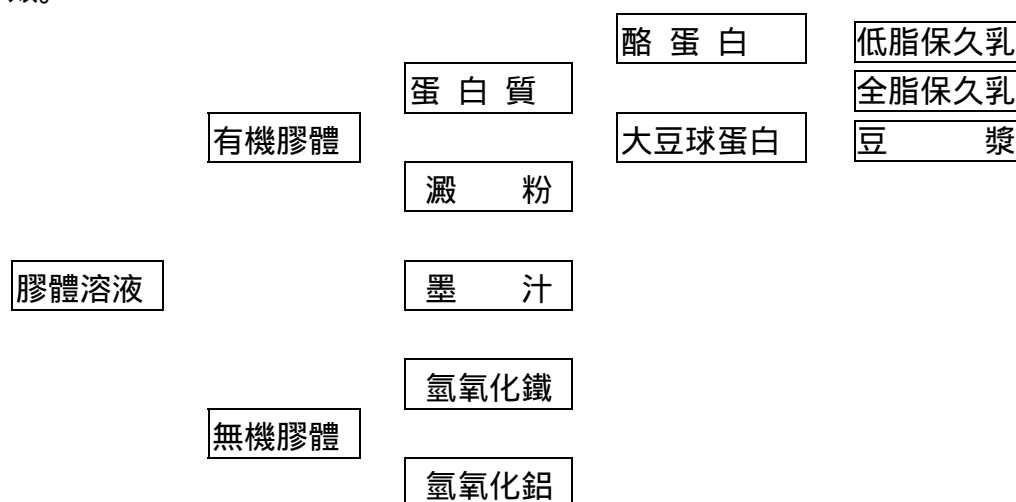 酪 蛋 白 低脂保久乳
蛋 白 質 全脂保久乳
有機膠體 大豆球蛋白 豆 漿
澱 粉
膠體溶液 墨 汁
氫氧化鐵
無機膠體
氫氧化鋁